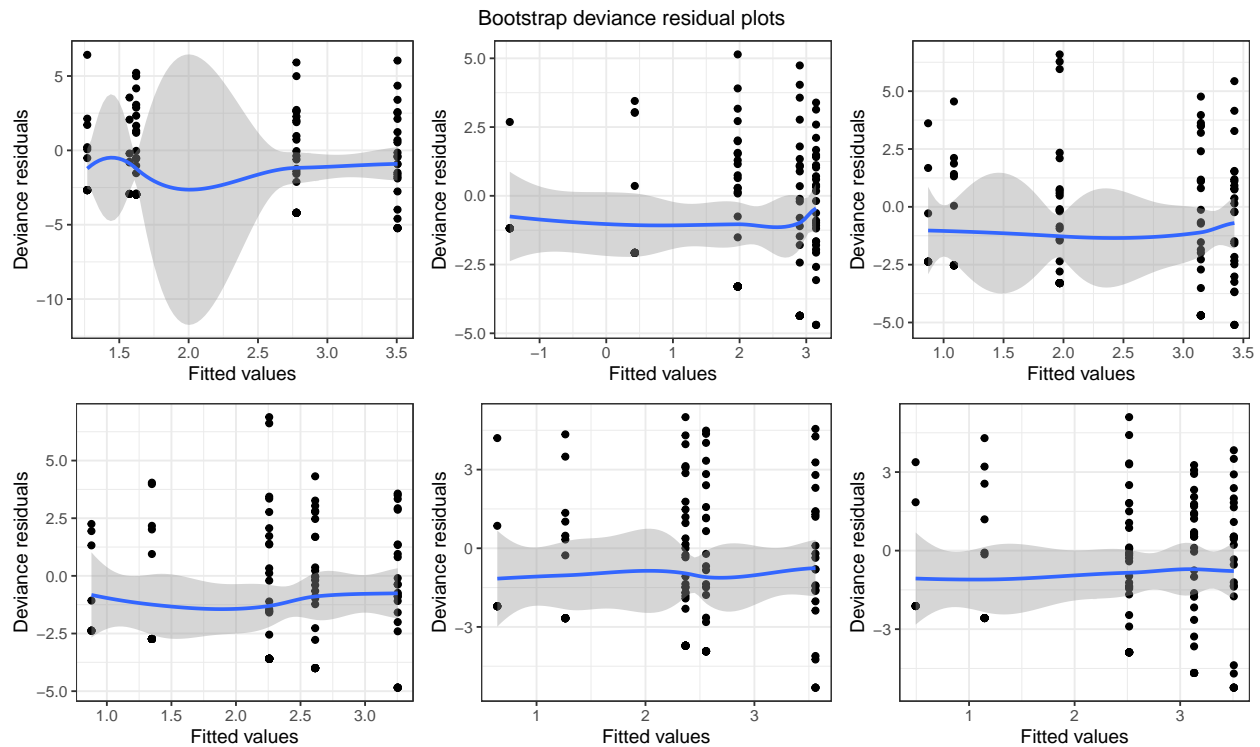 Bootstrap deviance residual plots
Deviance residuals
5
0
−5
−10
1.5 2.0 2.5 3.0 3.5
Fitted values
Deviance residuals
5.0
2.5
0.0
−2.5
−5.0
−1 0 1 2 3
Fitted values
Deviance residuals
5.0
2.5
0.0
−2.5
−5.0
1.0 1.5 2.0 2.5 3.0 3.5
Fitted values
Deviance residuals
5.0
2.5
0.0
−2.5
−5.0
1.0 1.5 2.0 2.5 3.0
Fitted values
Deviance residuals
3
0
−3
1 2 3
Fitted values
Deviance residuals
3
0
−3
1 2 3
Fitted values